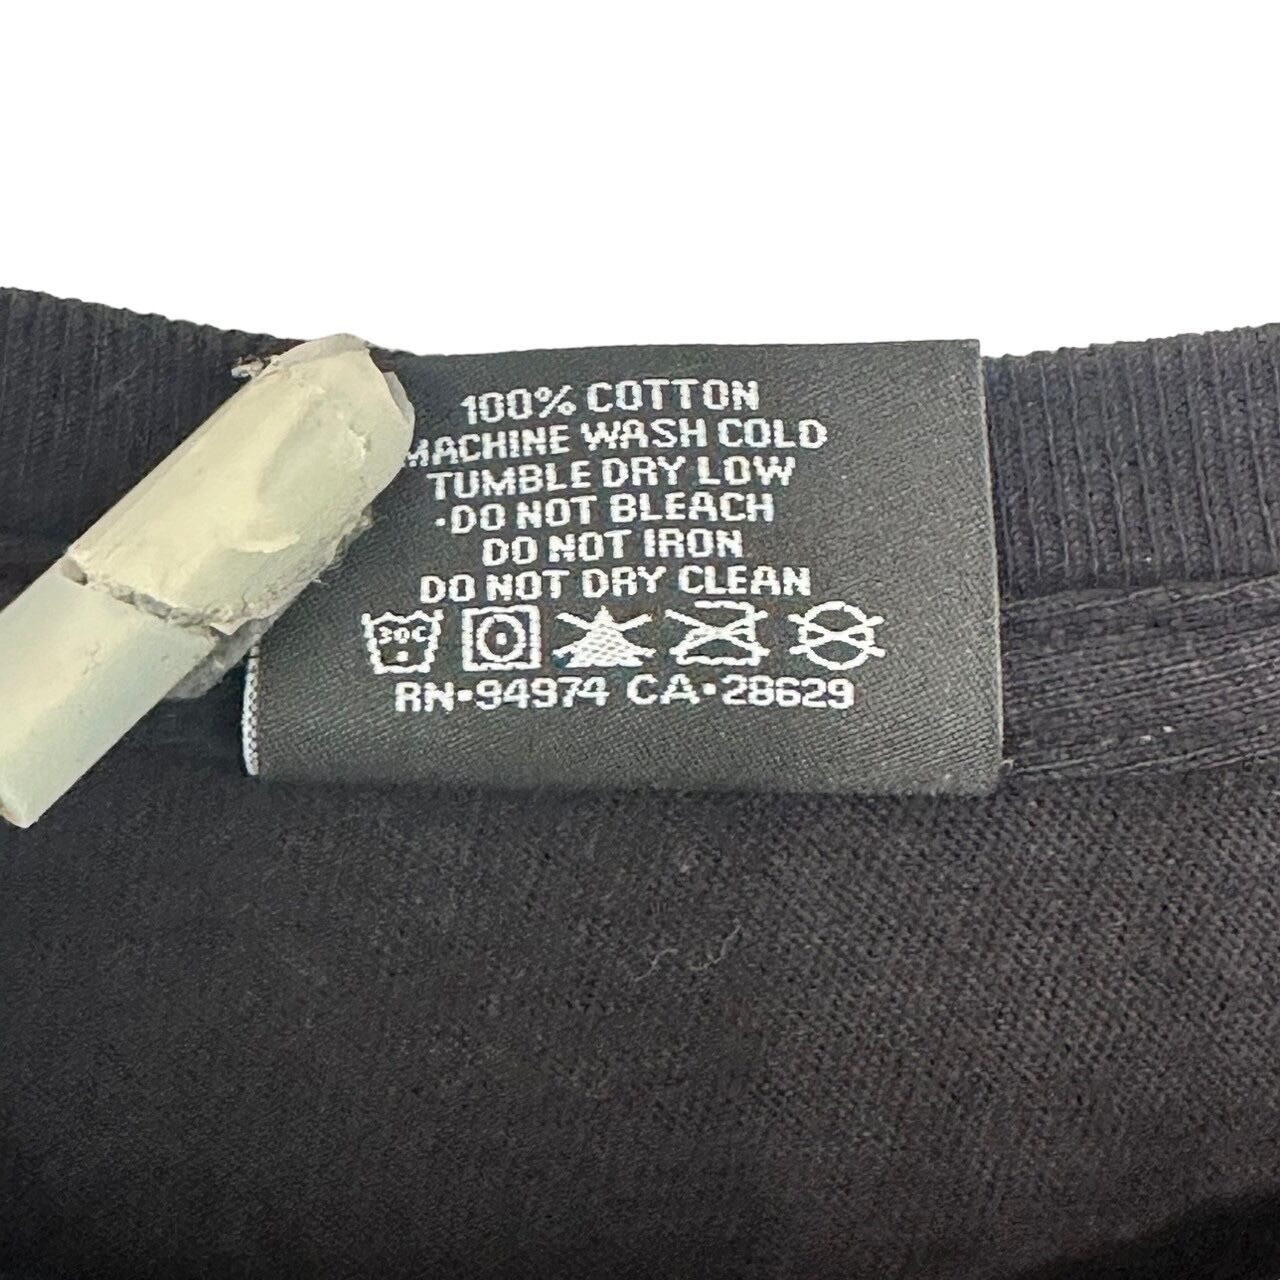 100% COTTON
MACHINE WASH COLD
TUMBLE DRY LOW
•DO NOT BLEACH
DO NOT IRON
DO NOT DRY CLEAN
30C
RN•94974 CA•28629